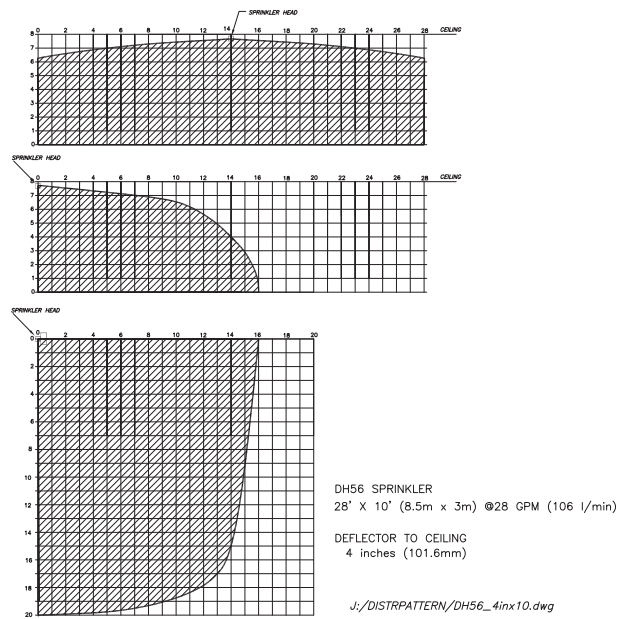 SPRINKLER HEAD
0 2 4 6 8 10 12 14 16 18 20 22 24 26 28 CEILING
8
7
6
5
4
3
2
1
0
SPRINKLER HEAD
0 2 4 6 8 10 12 14 16 18 20 22 24 26 28 CEILING
8
7
6
5
4
3
2
1
0
SPRINKLER HEAD
0 2 4 6 8 10 12 14 16 18 20
0
2
4
6
8
10
12
14
16
18
20
DH56 SPRINKLER
28' X 10' (8.5m x 3m) @28 GPM (106 l/min)
DEFLECTOR TO CEILING
4 inches (101.6mm)
J:/DISTRPATTERN/DH56_4inx10.dwg